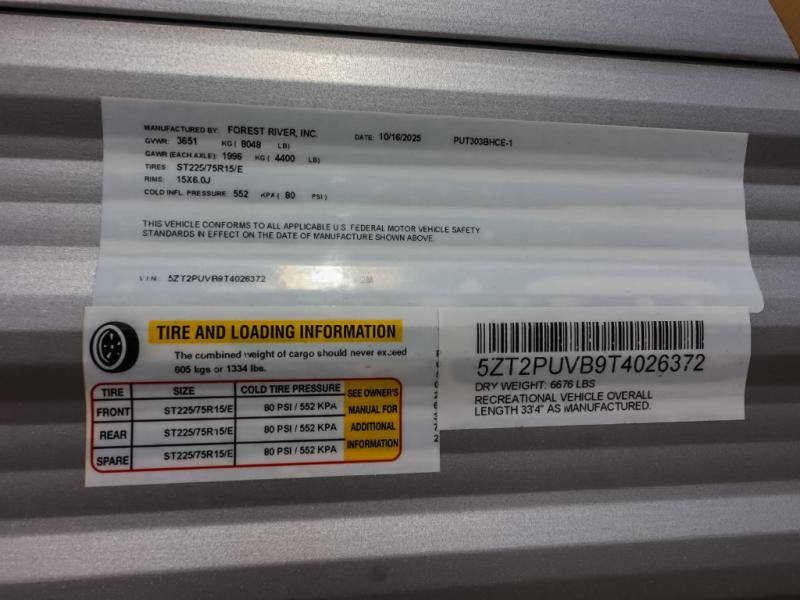 MANUFACTURED BY: FOREST RIVER, INC. DATE: 10/16/2025 PUT303BHCE-1
GVWR: 3651 KG ( 8048 LB)
GAWR (EACH AXLE): 1996 KG ( 4400 LB)
TIRES: ST225/75R15/E
RIMS: 15X6.0J
COLD INFL. PRESSURE: 552 KPA ( 80 PSI )
THIS VEHICLE CONFORMS TO ALL APPLICABLE U.S. FEDERAL MOTOR VEHICLE SAFETY
STANDARDS IN EFFECT ON THE DATE OF MANUFACTURE SHOWN ABOVE.
V.I.N.: 5ZT2PUVB9T4026372
TIRE AND LOADING INFORMATION
The combined weight of cargo should never exceed
605 kgs or 1334 lbs.
TIRE SIZE COLD TIRE PRESSURE SEE OWNER'S
FRONT ST225/75R15/E 80 PSI / 552 KPA MANUAL FOR
REAR ST225/75R15/E 80 PSI / 552 KPA ADDITIONAL
SPARE ST225/75R15/E 80 PSI / 552 KPA INFORMATION
5ZT2PUVB9T4026372
DRY WEIGHT: 6676 LBS
RECREATIONAL VEHICLE OVERALL
LENGTH 33'4" AS MANUFACTURED.